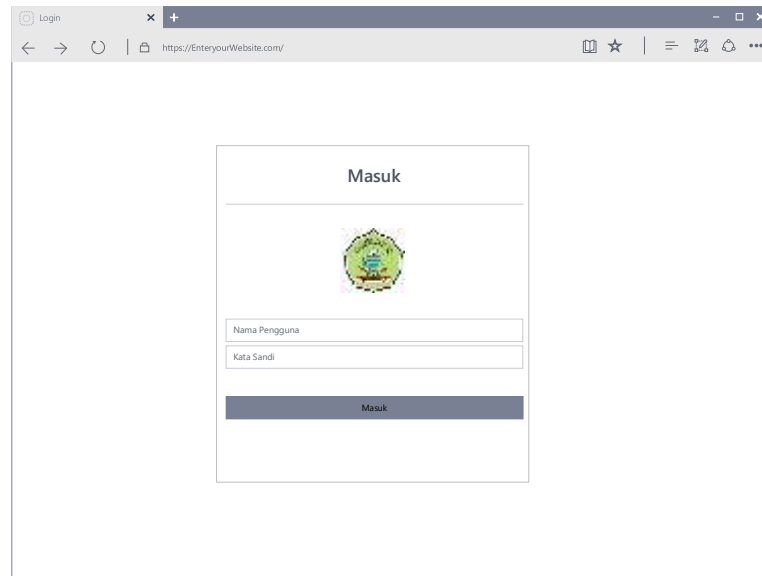 Login
https://EnteryourWebsite.com/
Masuk
Nama Pengguna
Kata Sandi
Masuk